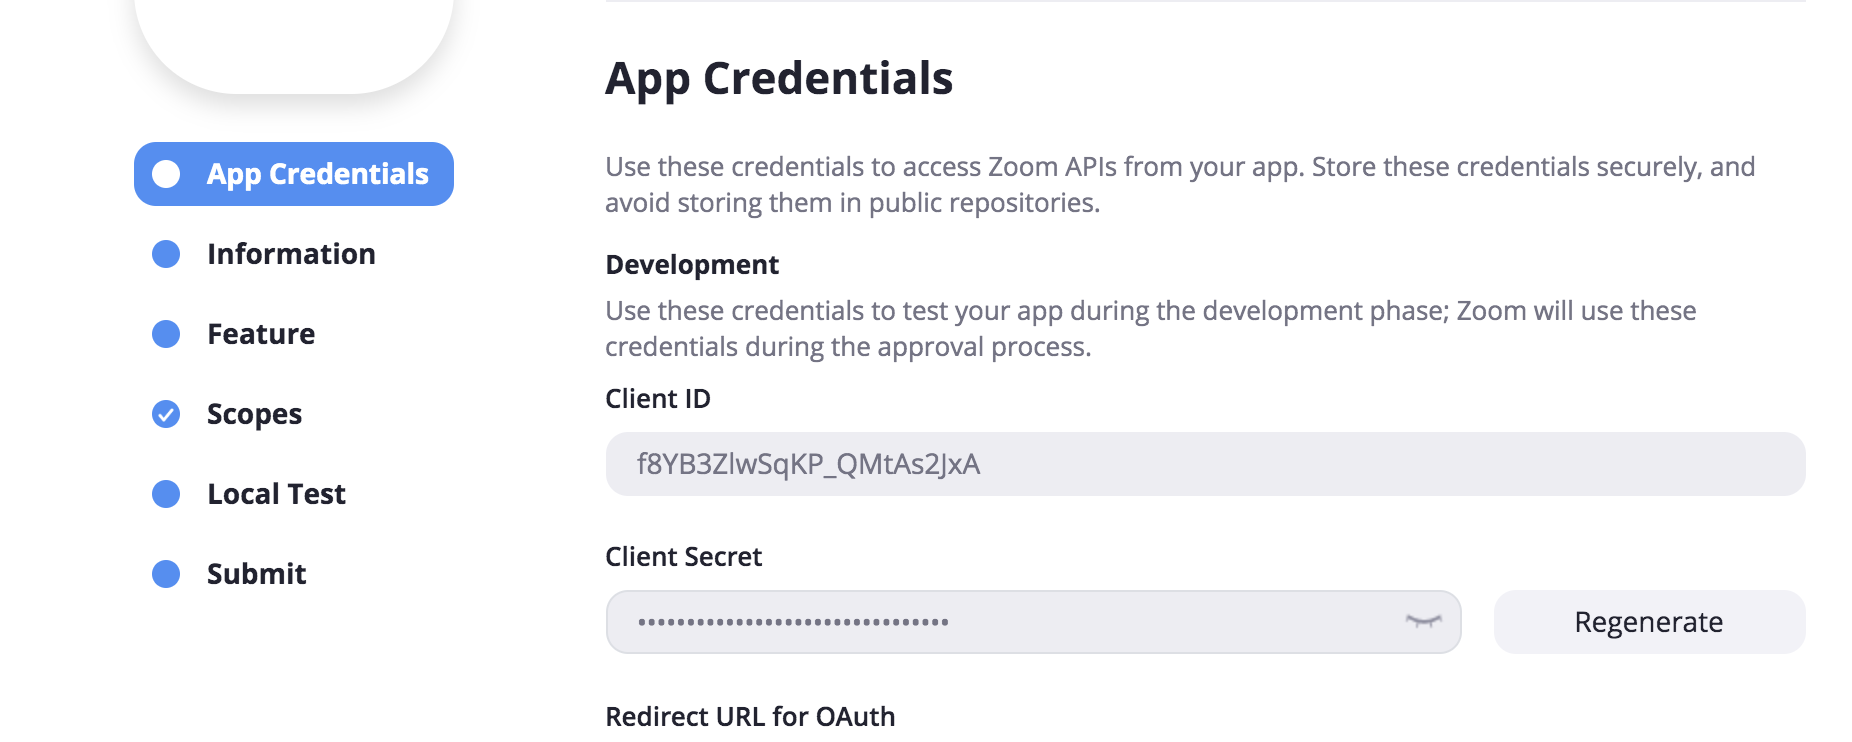 App Credentials
Information
Feature
Scopes
Local Test
Submit
App Credentials
Use these credentials to access Zoom APIs from your app. Store these credentials securely, and
avoid storing them in public repositories.
Development
Use these credentials to test your app during the development phase; Zoom will use these
credentials during the approval process.
Client ID
f8YB3ZlwSqKP_QMtAs2JxA
Client Secret
••••••••••••••••••••••••••••••••
Regenerate
Redirect URL for OAuth